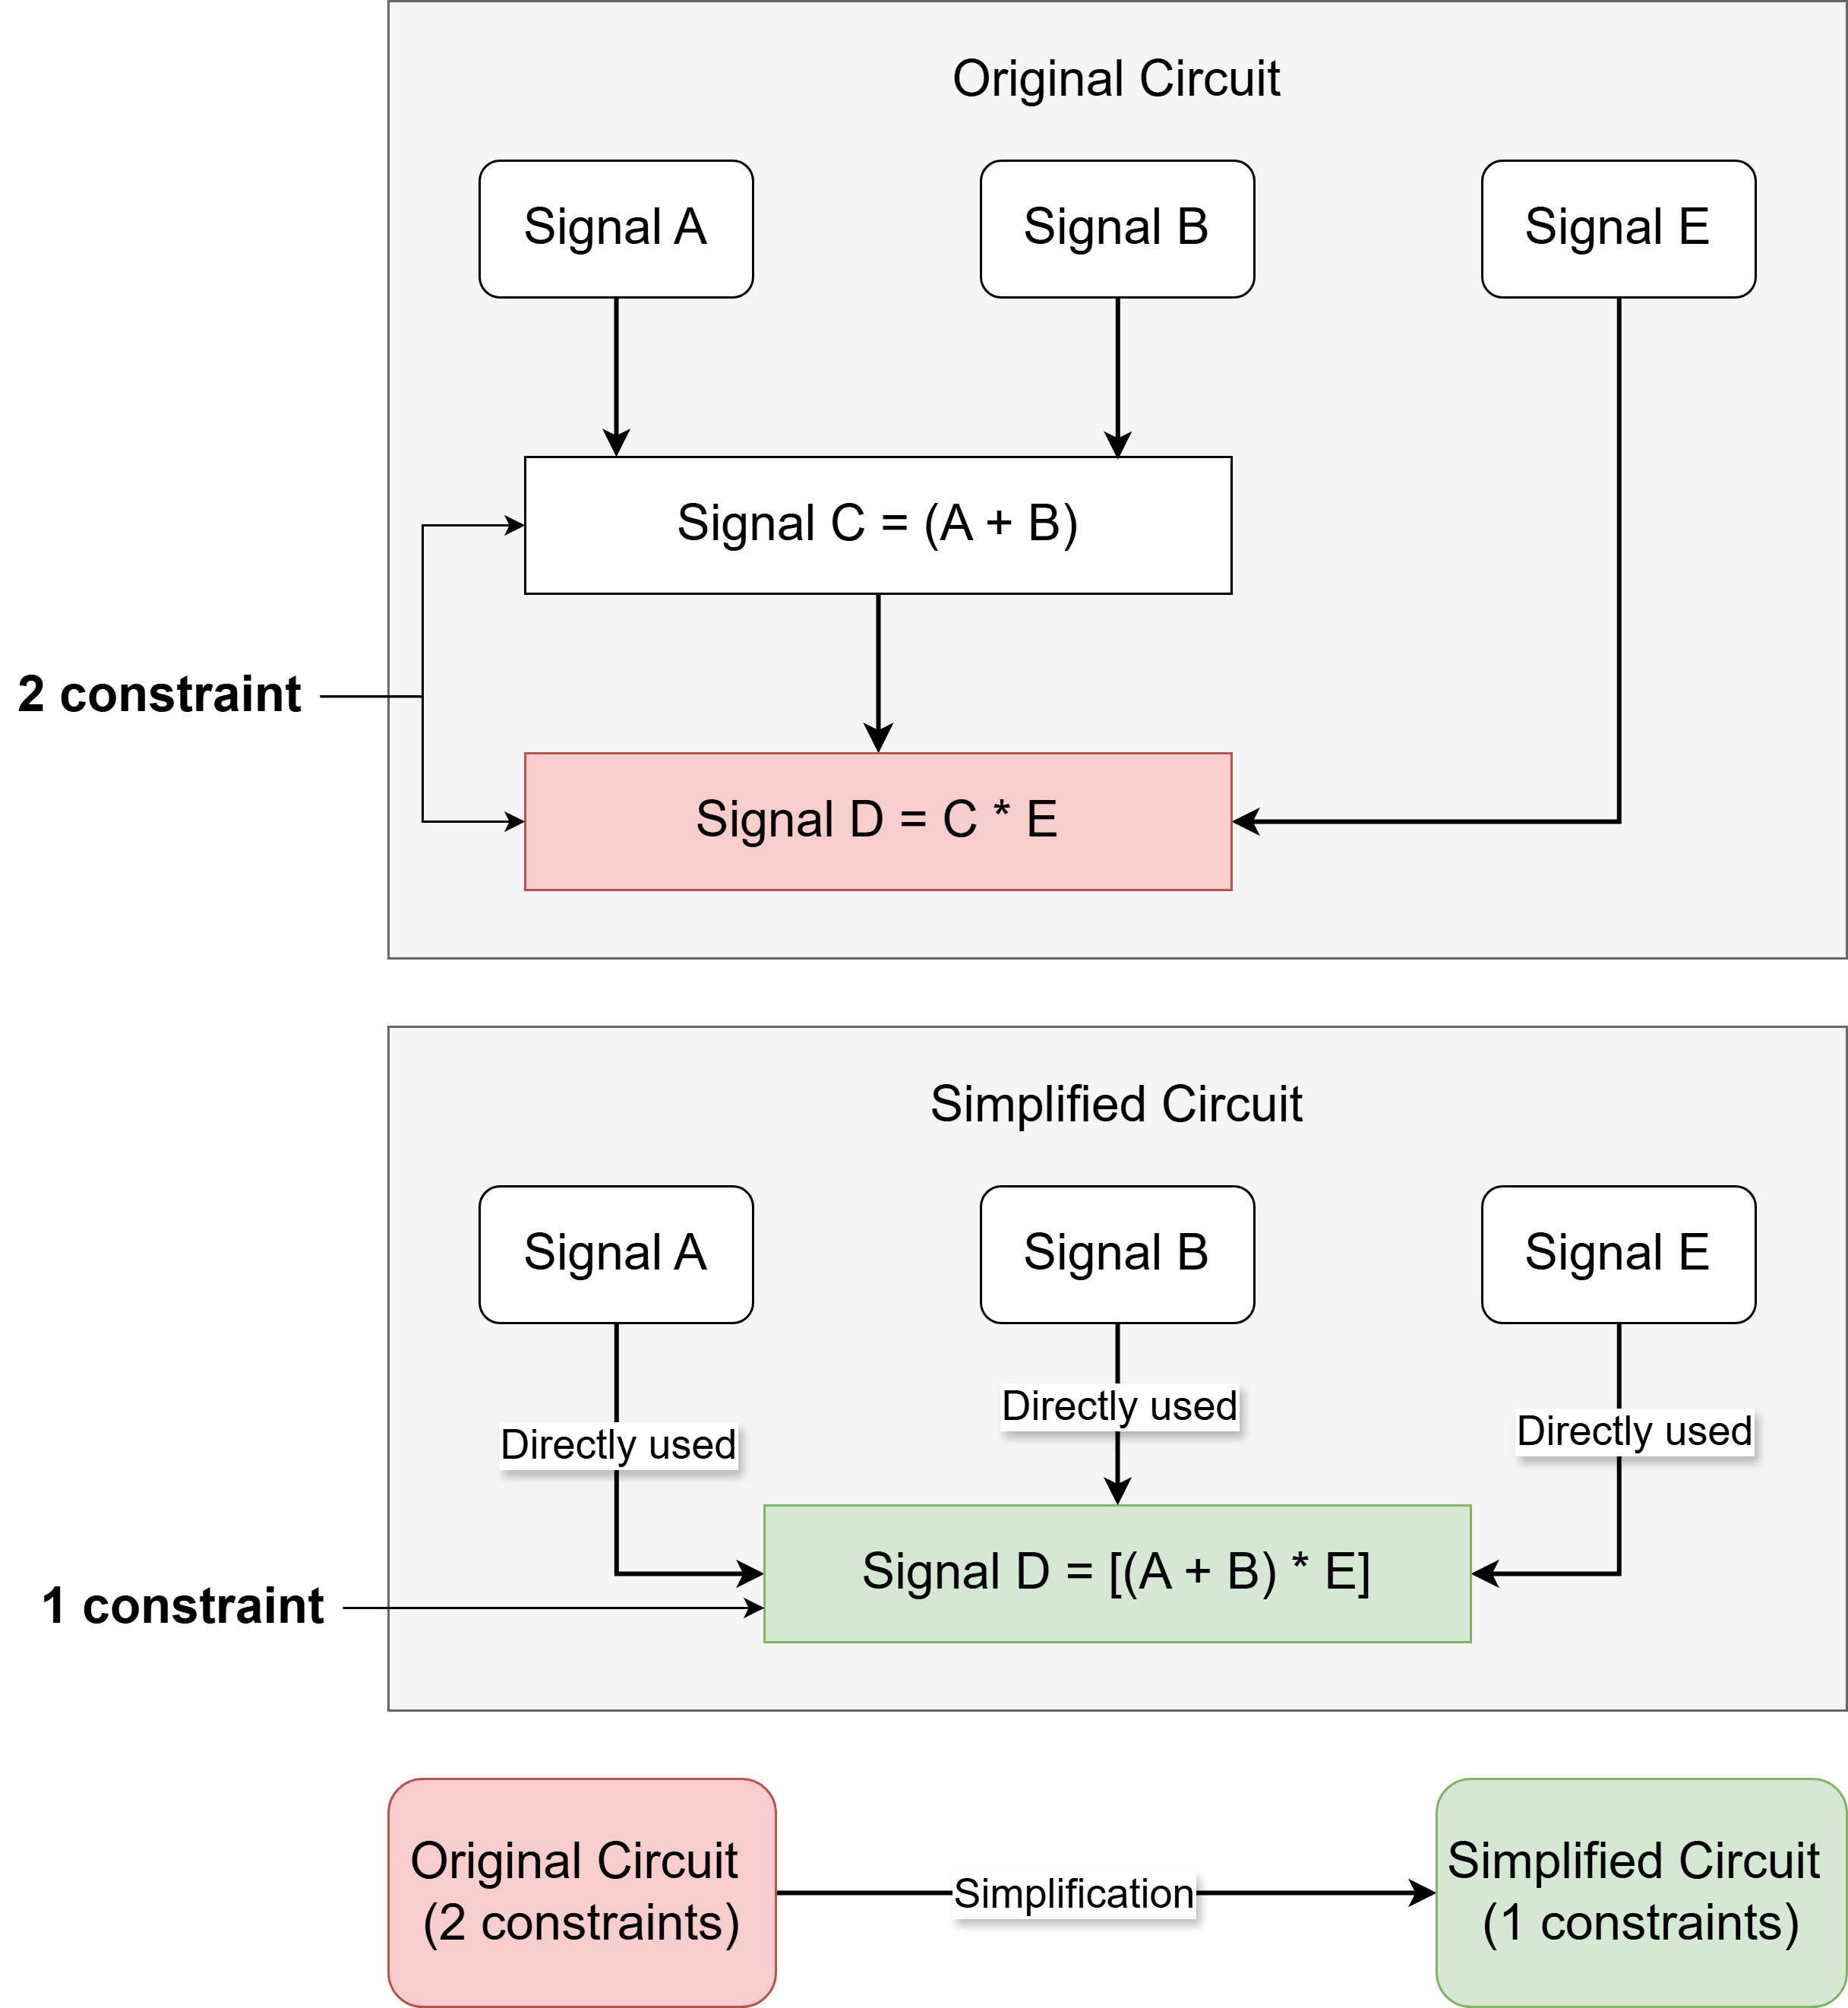 Original Circuit
Signal A
Signal B
Signal E
Signal C = (A + B)
2 constraint
Signal D = C * E
Simplified Circuit
Signal A
Signal B
Signal E
Directly used
Directly used
Directly used
Signal D = [(A + B) * E]
1 constraint
Original Circuit
(2 constraints)
Simplification
Simplified Circuit
(1 constraints)